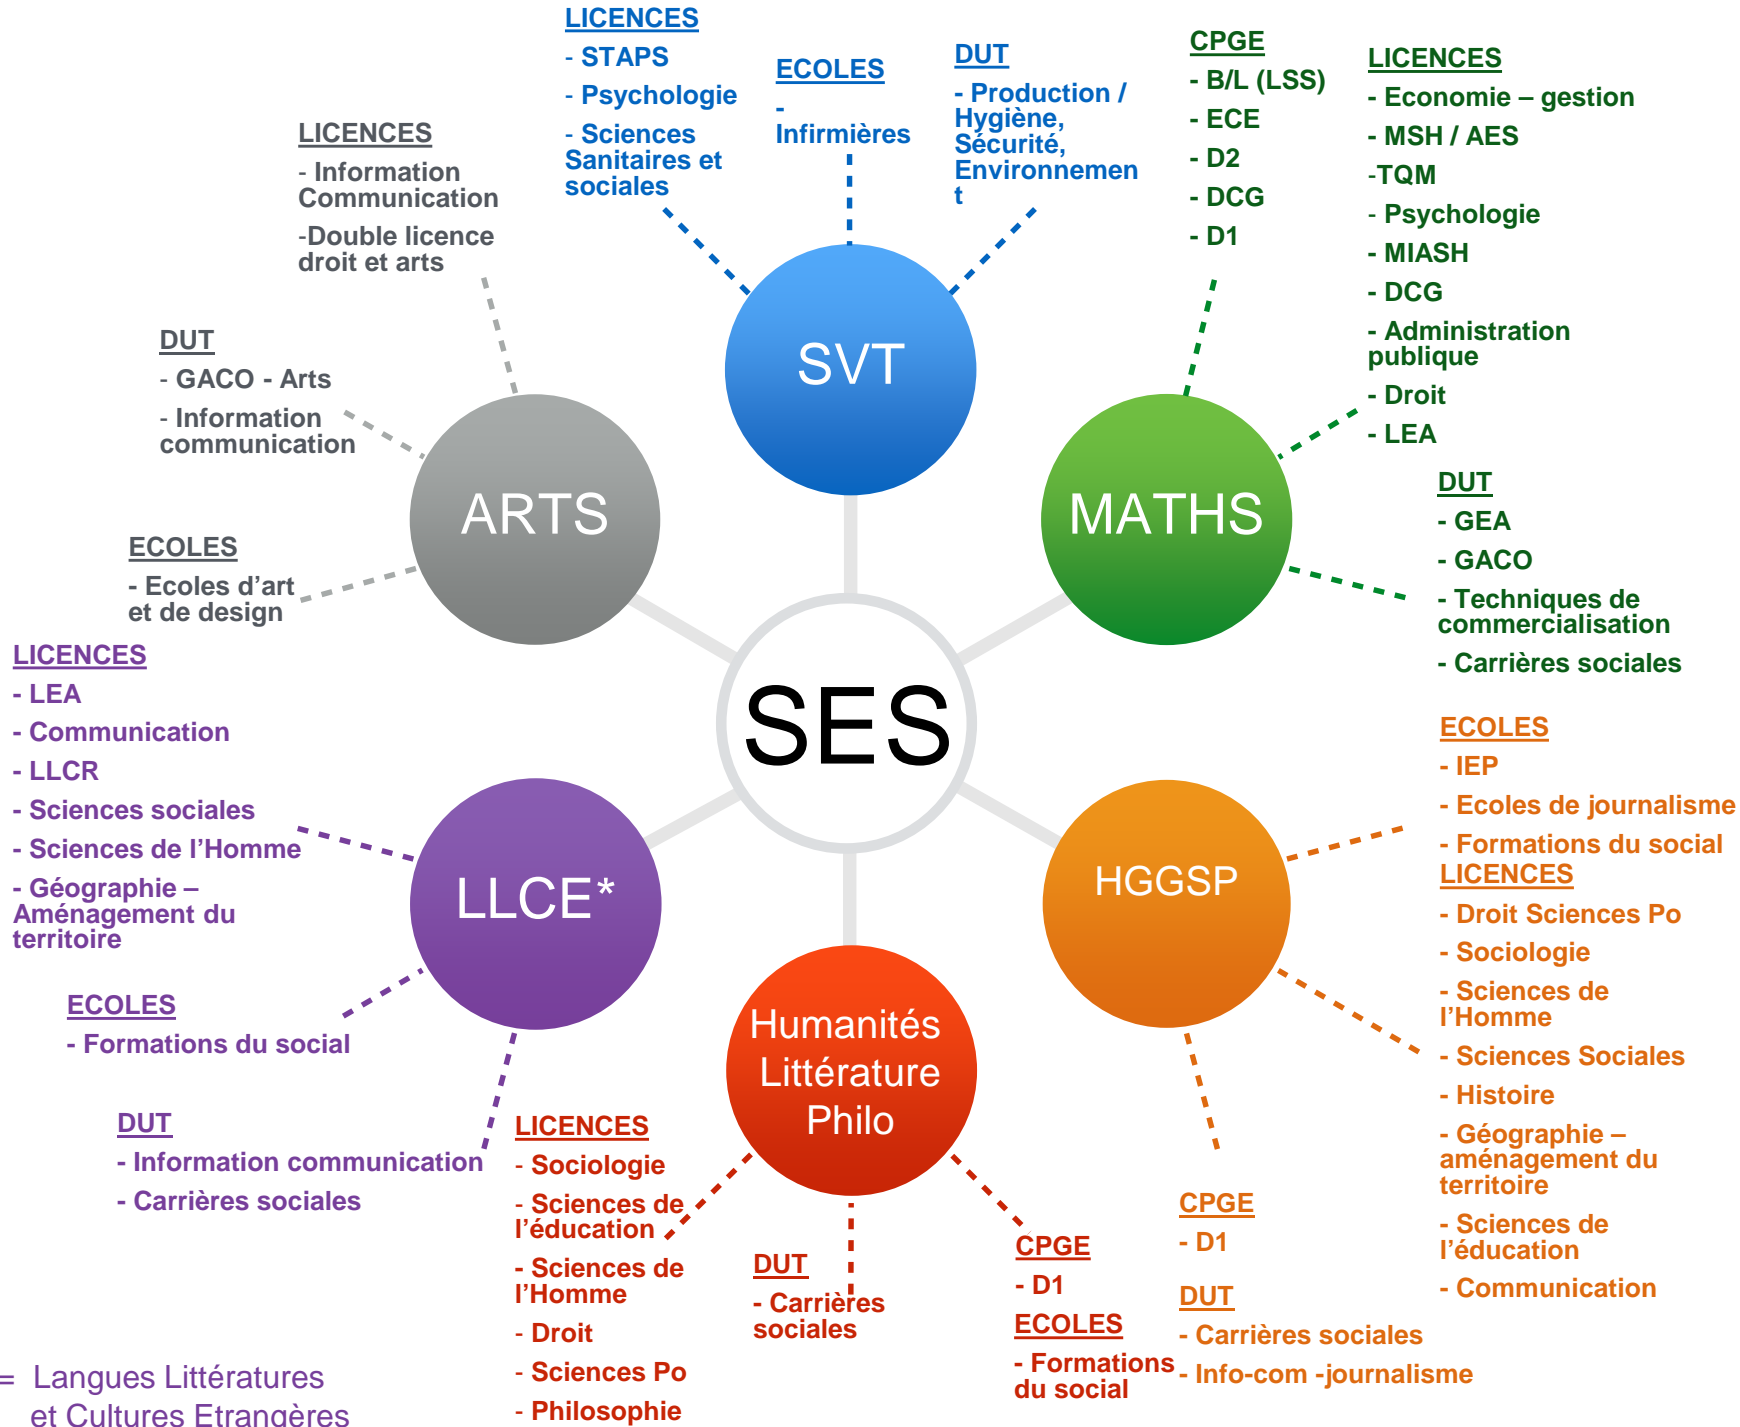 LICENCES
- STAPS
- Psychologie
- Sciences
Sanitaires et
sociales
ECOLES
-
Infirmières
DUT
- Production /
Hygiène,
Sécurité,
Environnemen
t
SVT
CPGE
- B/L (LSS)
- ECE
- D2
- DCG
- D1
LICENCES
- Economie – gestion
- MSH / AES
-TQM
- Psychologie
- MIASH
- DCG
- Administration
publique
- Droit
- LEA
DUT
- GEA
- GACO
- Techniques de
commercialisation
- Carrières sociales
MATHS
LICENCES
- Information
Communication
-Double licence
droit et arts
DUT
- GACO - Arts
- Information
communication
ECOLES
- Ecoles d’art
et de design
ARTS
SES
LICENCES
- LEA
- Communication
- LLCR
- Sciences sociales
- Sciences de l’Homme
- Géographie –
Aménagement du
territoire
ECOLES
- Formations du social
DUT
- Information communication
- Carrières sociales
LLCE*
HGGSP
ECOLES
- IEP
- Ecoles de journalisme
- Formations du social
LICENCES
- Droit Sciences Po
- Sociologie
- Sciences de
l’Homme
- Sciences Sociales
- Histoire
- Géographie –
aménagement du
territoire
- Sciences de
l’éducation
- Communication
CPGE
- D1
DUT
- Carrières sociales
- Info-com -journalisme
Humanités
Littérature
Philo
LICENCES
- Sociologie
- Sciences de
l’éducation
- Sciences de
l’Homme
- Droit
- Sciences Po
- Philosophie
DUT
- Carrières
sociales
CPGE
- D1
ECOLES
- Formations
du social
= Langues Littératures
et Cultures Etrangères